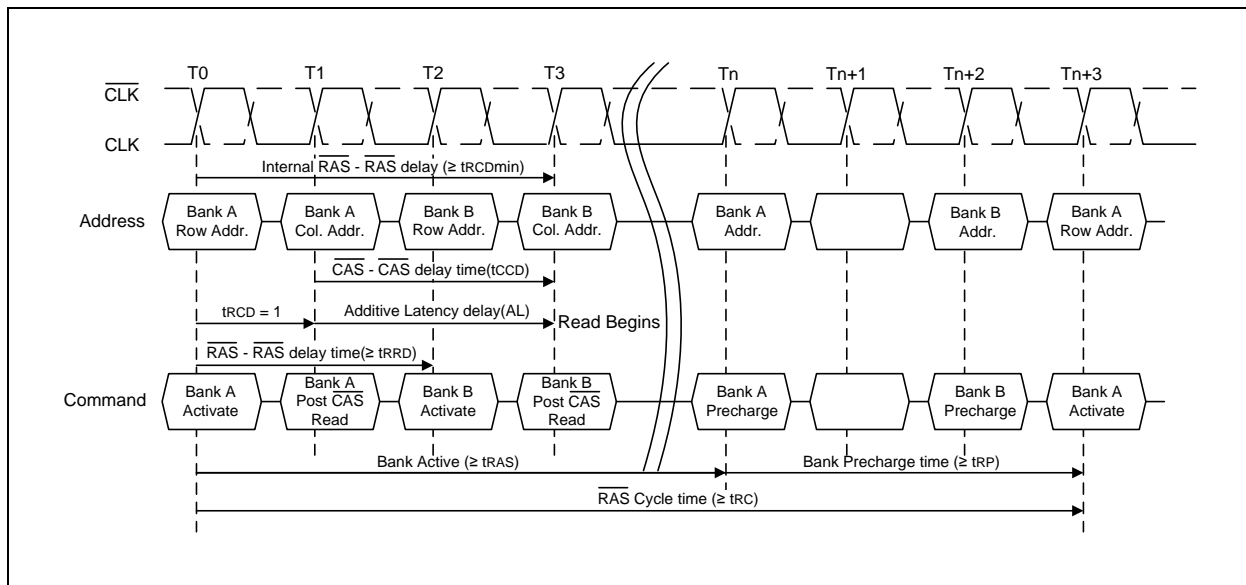 T0 T1 T2 T3 Tn Tn+1 Tn+2 Tn+3
CLK
CLK
Internal RAS - RAS delay (≥ tRCDmin)
Address
Bank A
Row Addr.
Bank A
Col. Addr.
Bank B
Row Addr.
Bank B
Col. Addr.
Bank A
Addr.
Bank B
Addr.
Bank A
Row Addr.
CAS - CAS delay time(tCCD)
tRCD = 1
Additive Latency delay(AL)
Read Begins
RAS - RAS delay time(≥ tRRD)
Command
Bank A
Activate
Bank A
Post CAS
Read
Bank B
Activate
Bank B
Post CAS
Read
Bank A
Precharge
Bank B
Precharge
Bank A
Activate
Bank Active (≥ tRAS)
Bank Precharge time (≥ tRP)
RAS Cycle time (≥ tRC)